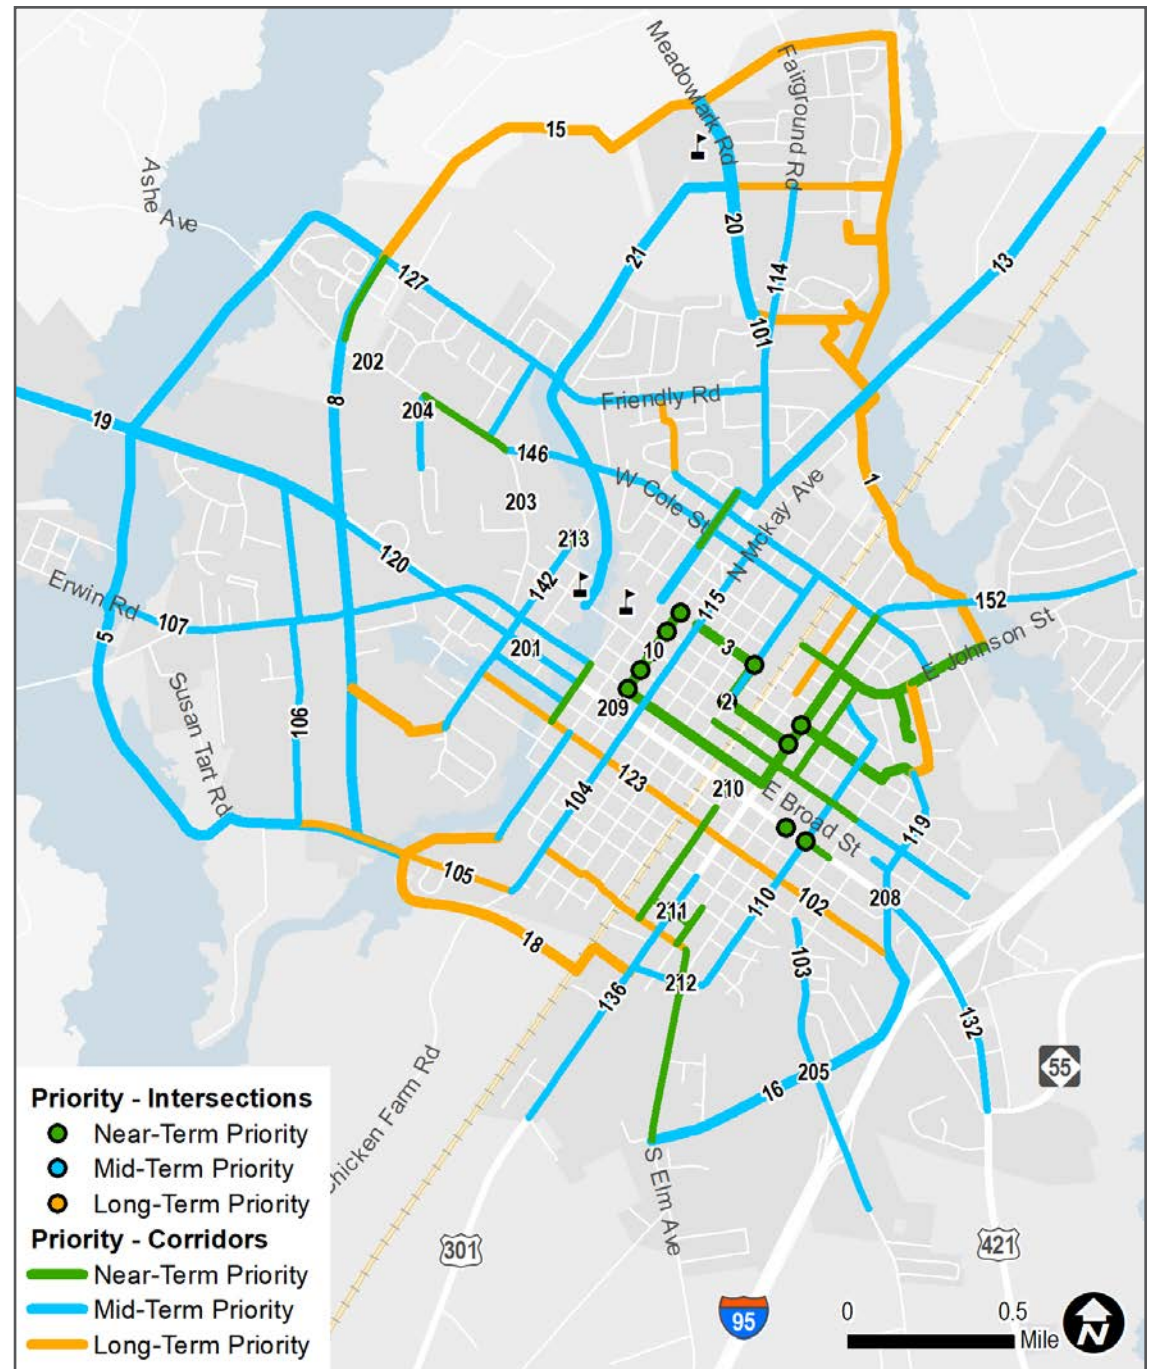 Meadowlark Rd
Fairground Rd
15
Ashe Ave
20
21
13
127
114
101
202
8
Friendly Rd
204
19
146
W Cole St
1
203
N Mckay Ave
213
120
142
Erwin Rd
107
115
152
5
201
10
3
E Johnson St
2
209
Susan Tart Rd
106
123
210
104
E Broad St
119
105
110
102
208
211
18
103
212
136
132
205
16
55
Chicken Farm Rd
S Elm Ave
301
421
95
Priority - Intersections
Near-Term Priority
Mid-Term Priority
Long-Term Priority
Priority - Corridors
Near-Term Priority
Mid-Term Priority
Long-Term Priority
0 0.5
Mile
N